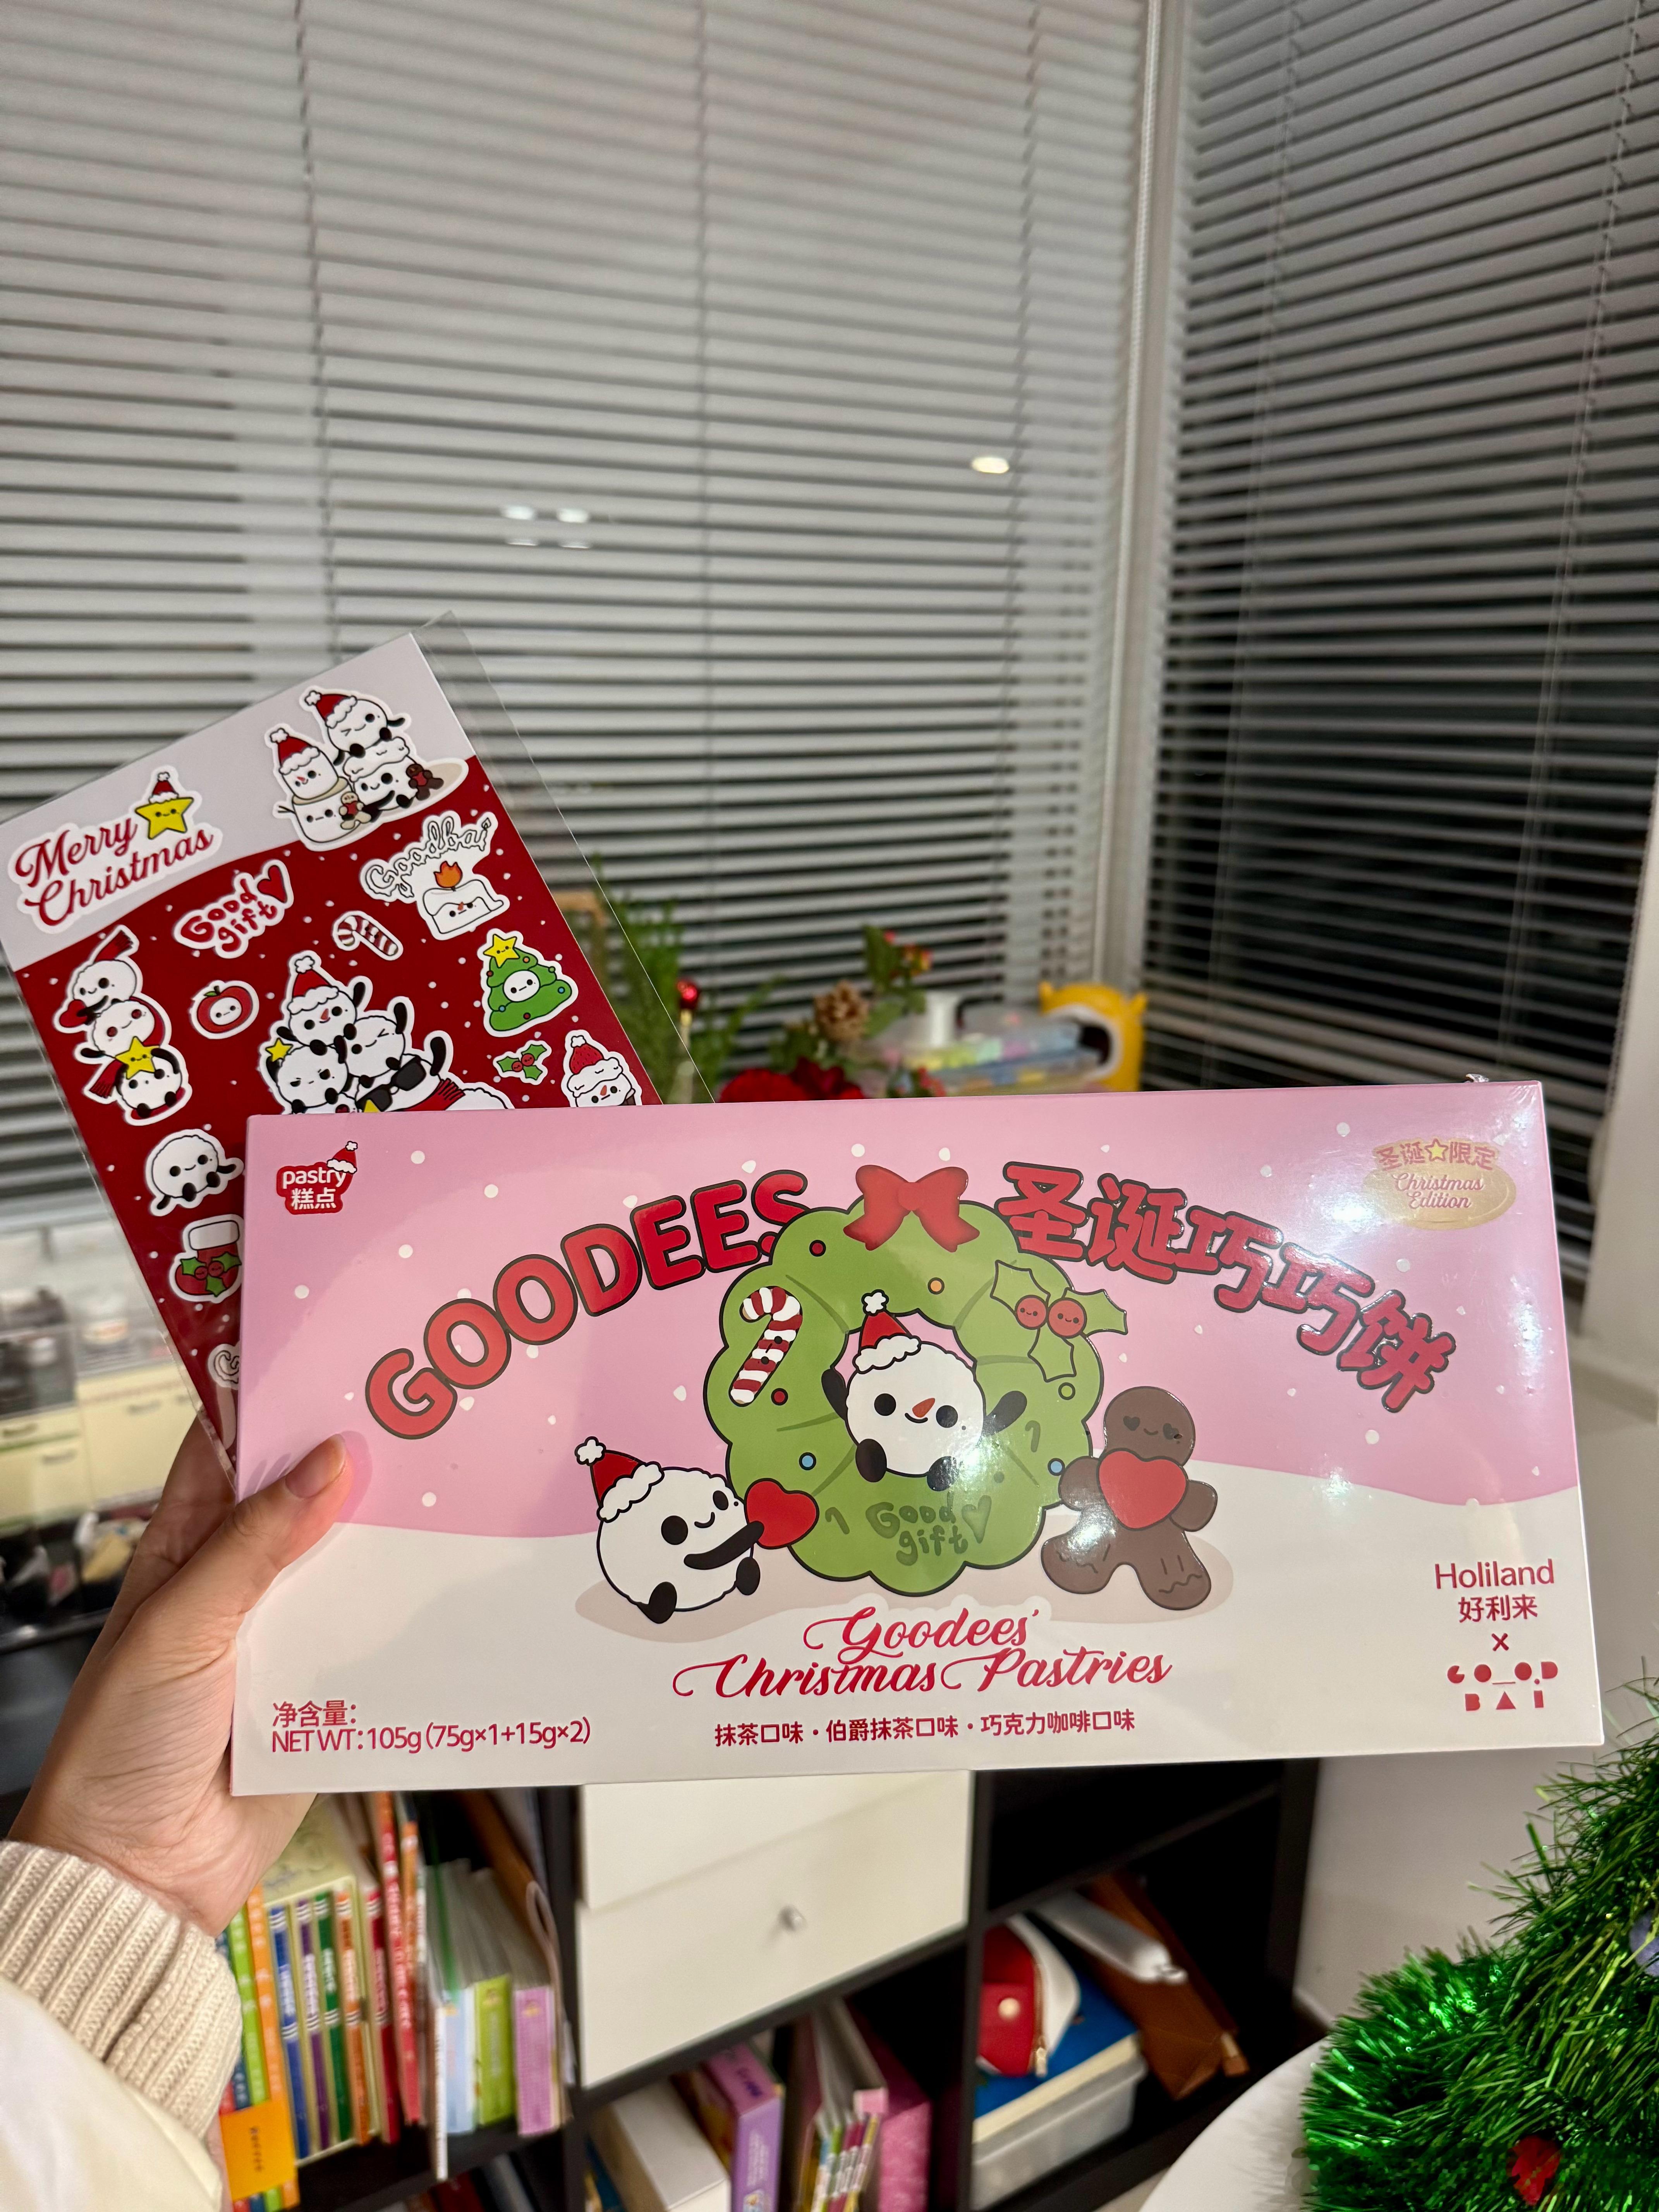 Merry
Christmas
Good
gift
Goodbai
pastry
糕点
GOODEES
圣诞巧巧饼
圣诞限定
Christmas
Edition
Good
gift
Goodees'
Christmas Pastries
抹茶口味·伯爵抹茶口味·巧克力咖啡口味
净含量:
NET WT: 105g (75g×1+15g×2)
Holiland
好利来
×
GOOD
BAI